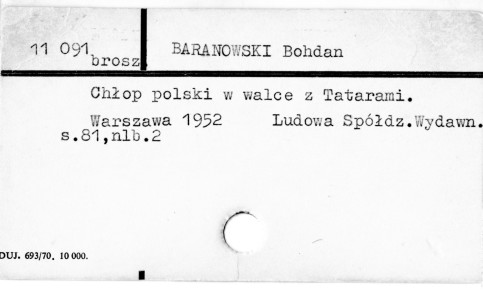 11 091 BARANOWSKI Bohdan
brosz.
Chłop polski w walce z Tatarami.
Warszawa 1952 Ludowa Spółdz.Wydawn.
s.81,nlb.2
DUJ. 693/70. 10 000.